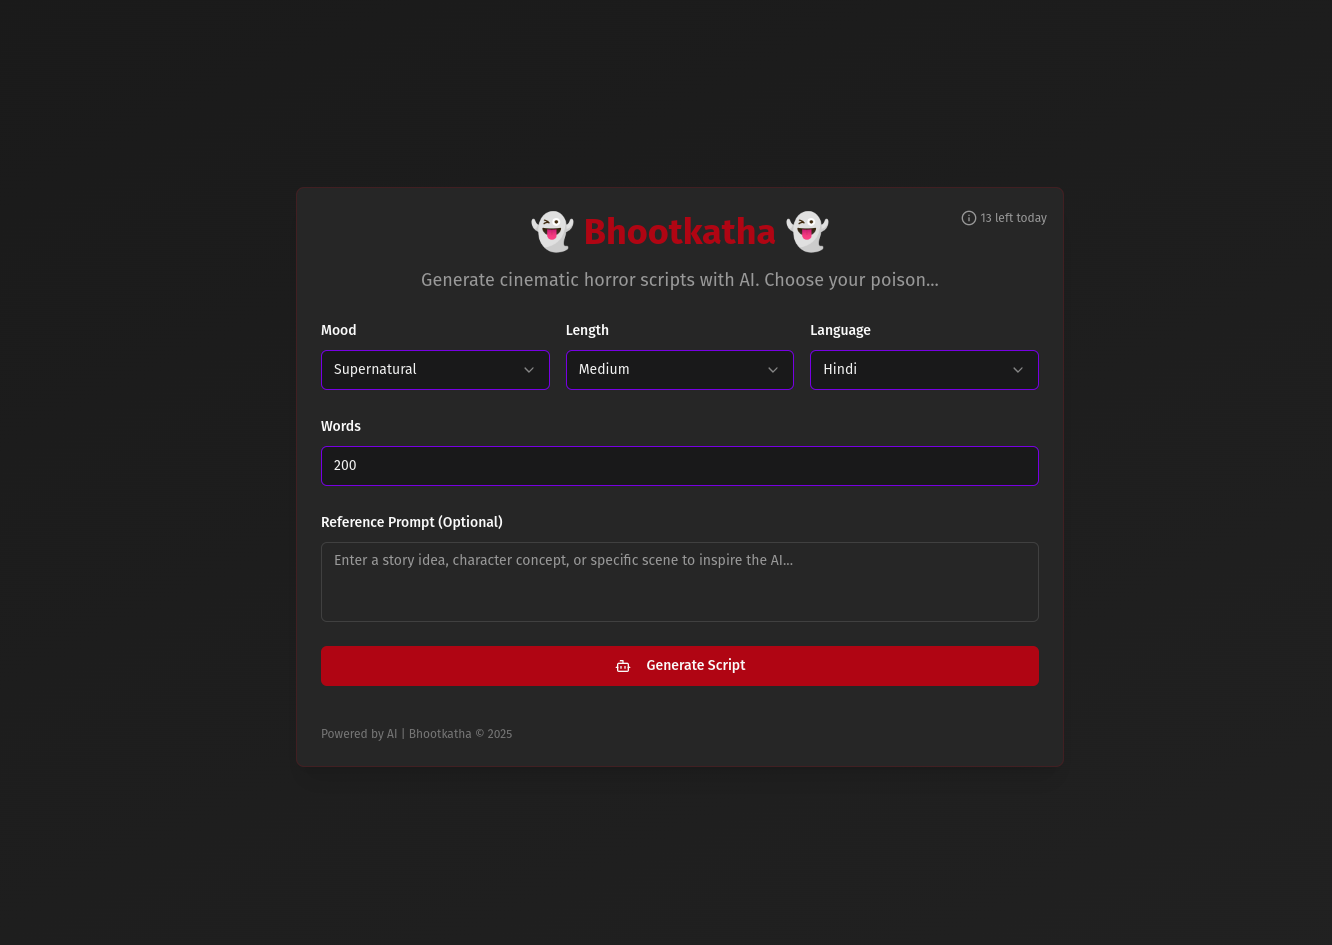 👻 Bhootkatha 👻
13 left today
Generate cinematic horror scripts with AI. Choose your poison...
Mood
Length
Language
Supernatural
Medium
Hindi
Words
200
Reference Prompt (Optional)
Enter a story idea, character concept, or specific scene to inspire the AI...
Generate Script
Powered by AI | Bhootkatha © 2025